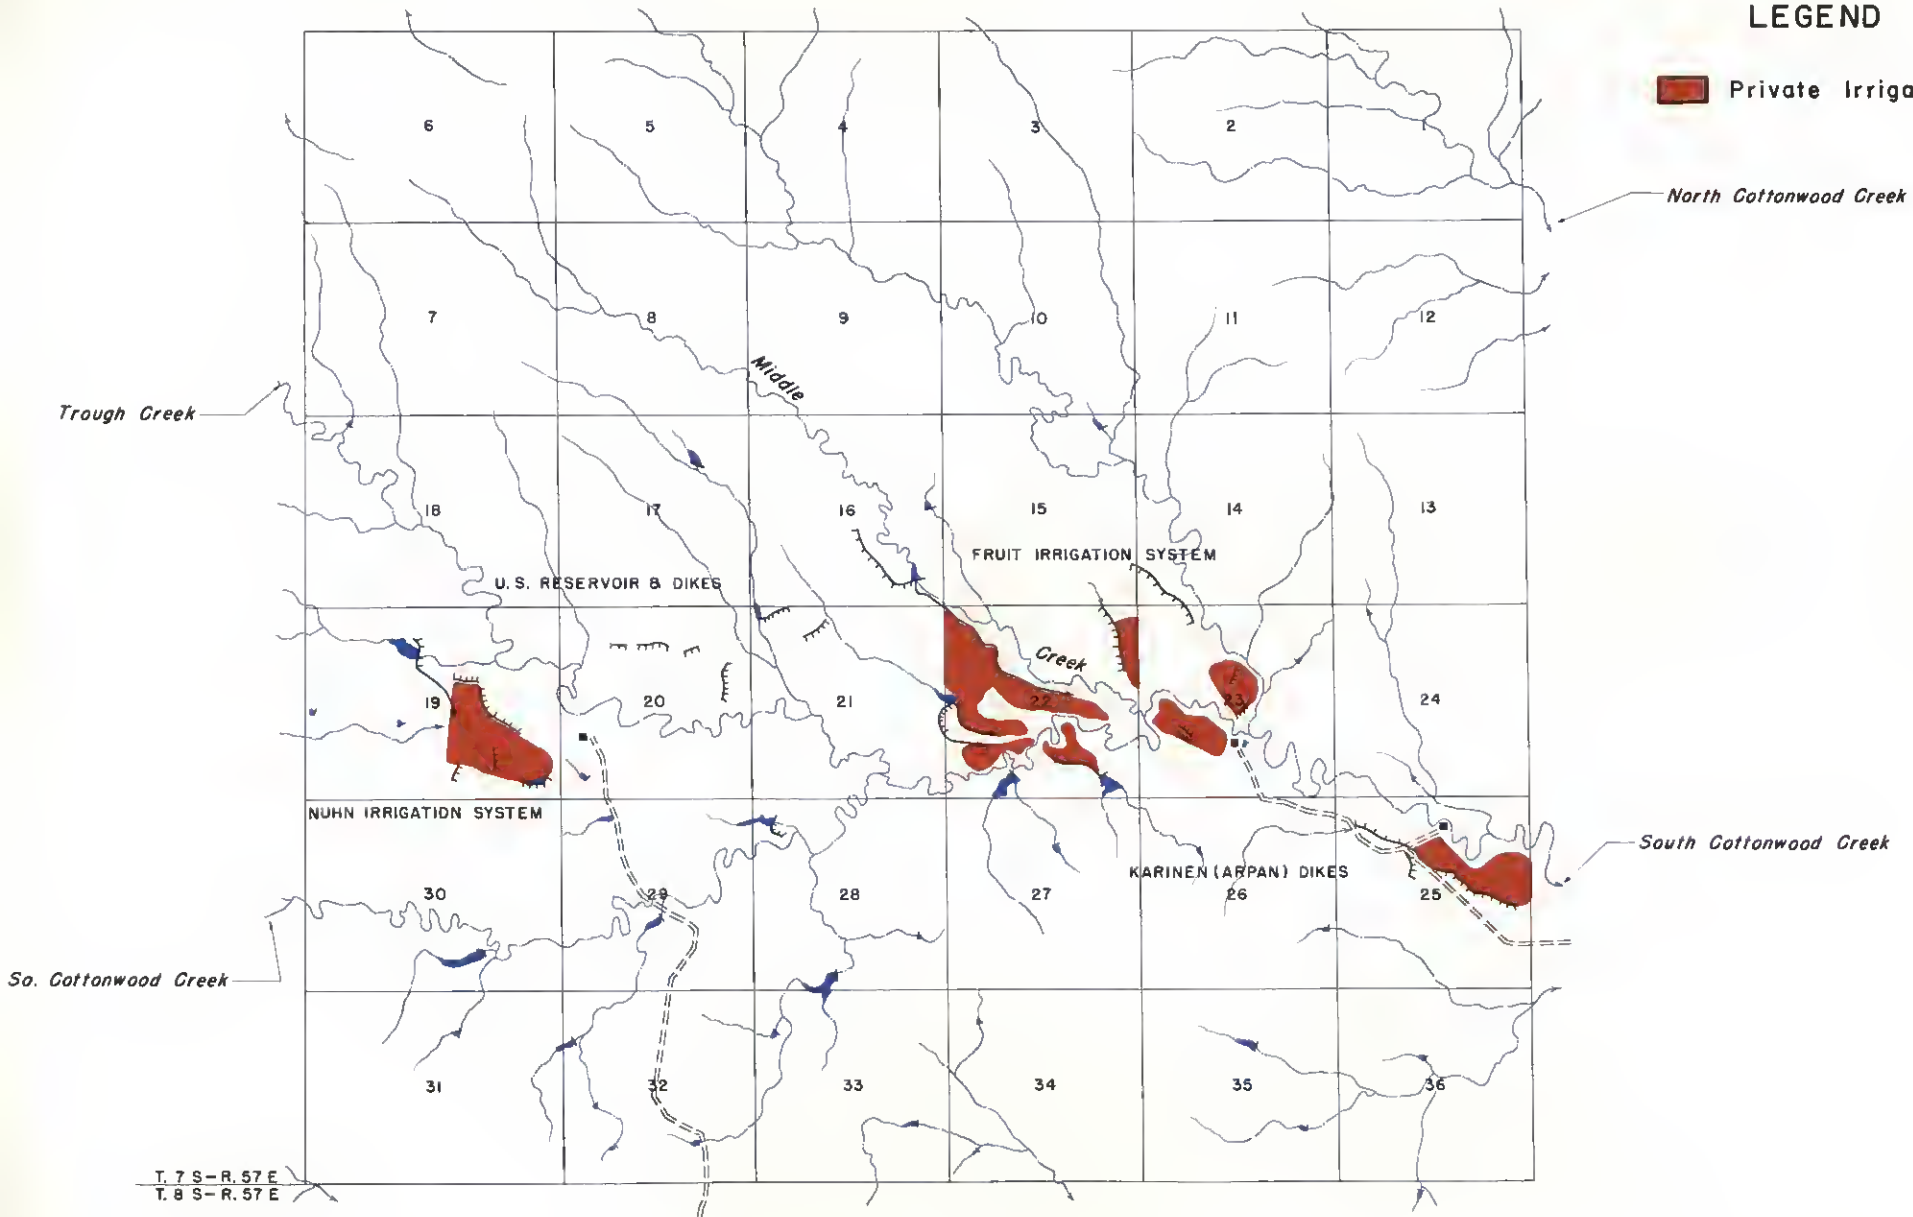 LEGEND
Private Irriga
6 5 4 3 2 1
North Cottonwood Creek
7 8 9 10 11 12
Middle
Trough Creek
18 17 16 15 14 13
FRUIT IRRIGATION SYSTEM
U.S. RESERVOIR & DIKES
Creek
19 20 21 22 23 24
NUHN IRRIGATION SYSTEM
South Cottonwood Creek
KARINEN (ARPAN) DIKES
30 29 28 27 26 25
So. Cottonwood Creek
31 32 33 34 35 36
T. 7 S-R. 57 E
T. 8 S-R. 57 E